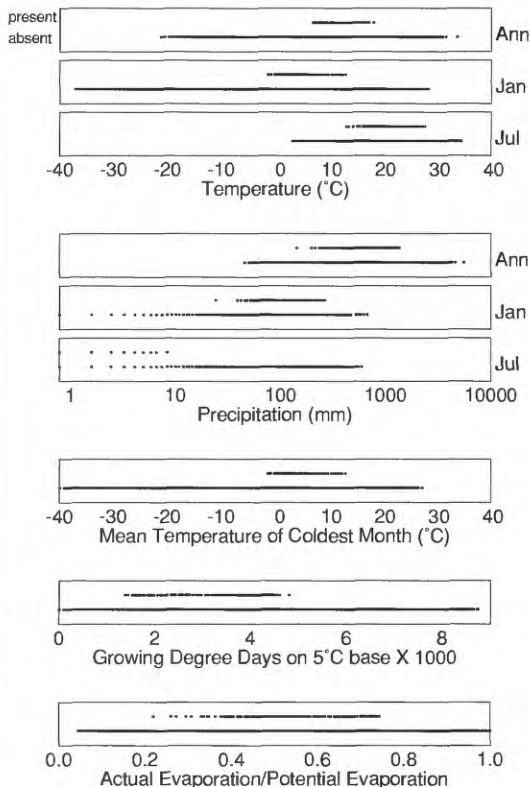 present
absent
Ann
Jan
Jul
-40 -30 -20 -10 0 10 20 30 40
Temperature (˚C)
Ann
Jan
Jul
1 10 100 1000 10000
Precipitation (mm)
-40 -30 -20 -10 0 10 20 30 40
Mean Temperature of Coldest Month (˚C)
0 2 4 6 8
Growing Degree Days on 5˚C base X 1000
0.0 0.2 0.4 0.6 0.8 1.0
Actual Evaporation/Potential Evaporation